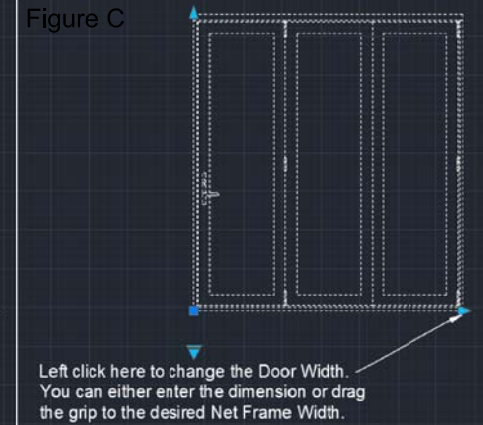 Figure C
Left click here to change the Door Width.
You can either enter the dimension or drag
the grip to the desired Net Frame Width.